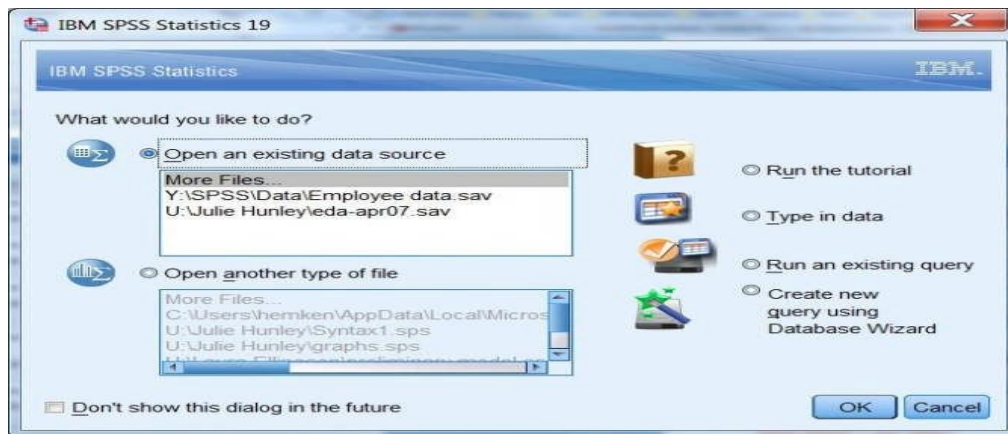 IBM SPSS Statistics 19
IBM SPSS Statistics
IBM.
What would you like to do?
Open an existing data source
More Files...
Y:\SPSS\Data\Employee data.sav
U:\Julie Hunley\eda-apr07.sav
Open another type of file
More Files...
C:\Users\hemken\AppData\Local\Micros
U:\Julie Hunley\Syntax1.sps
U:\Julie Hunley\graphs.sps
Run the tutorial
Type in data
Run an existing query
Create new
query using
Database Wizard
Don't show this dialog in the future
OK
Cancel